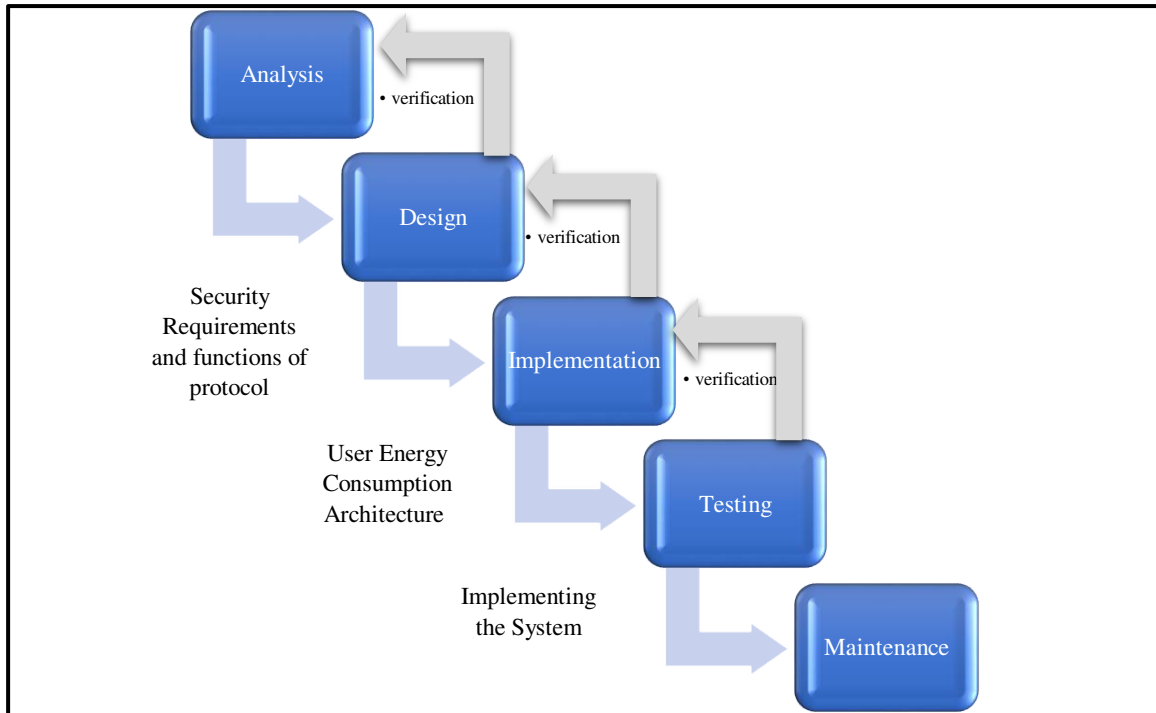 Analysis
• verification
Design
• verification
Security
Requirements
and functions of
protocol
Implementation
• verification
User Energy
Consumption
Architecture
Testing
Implementing
the System
Maintenance